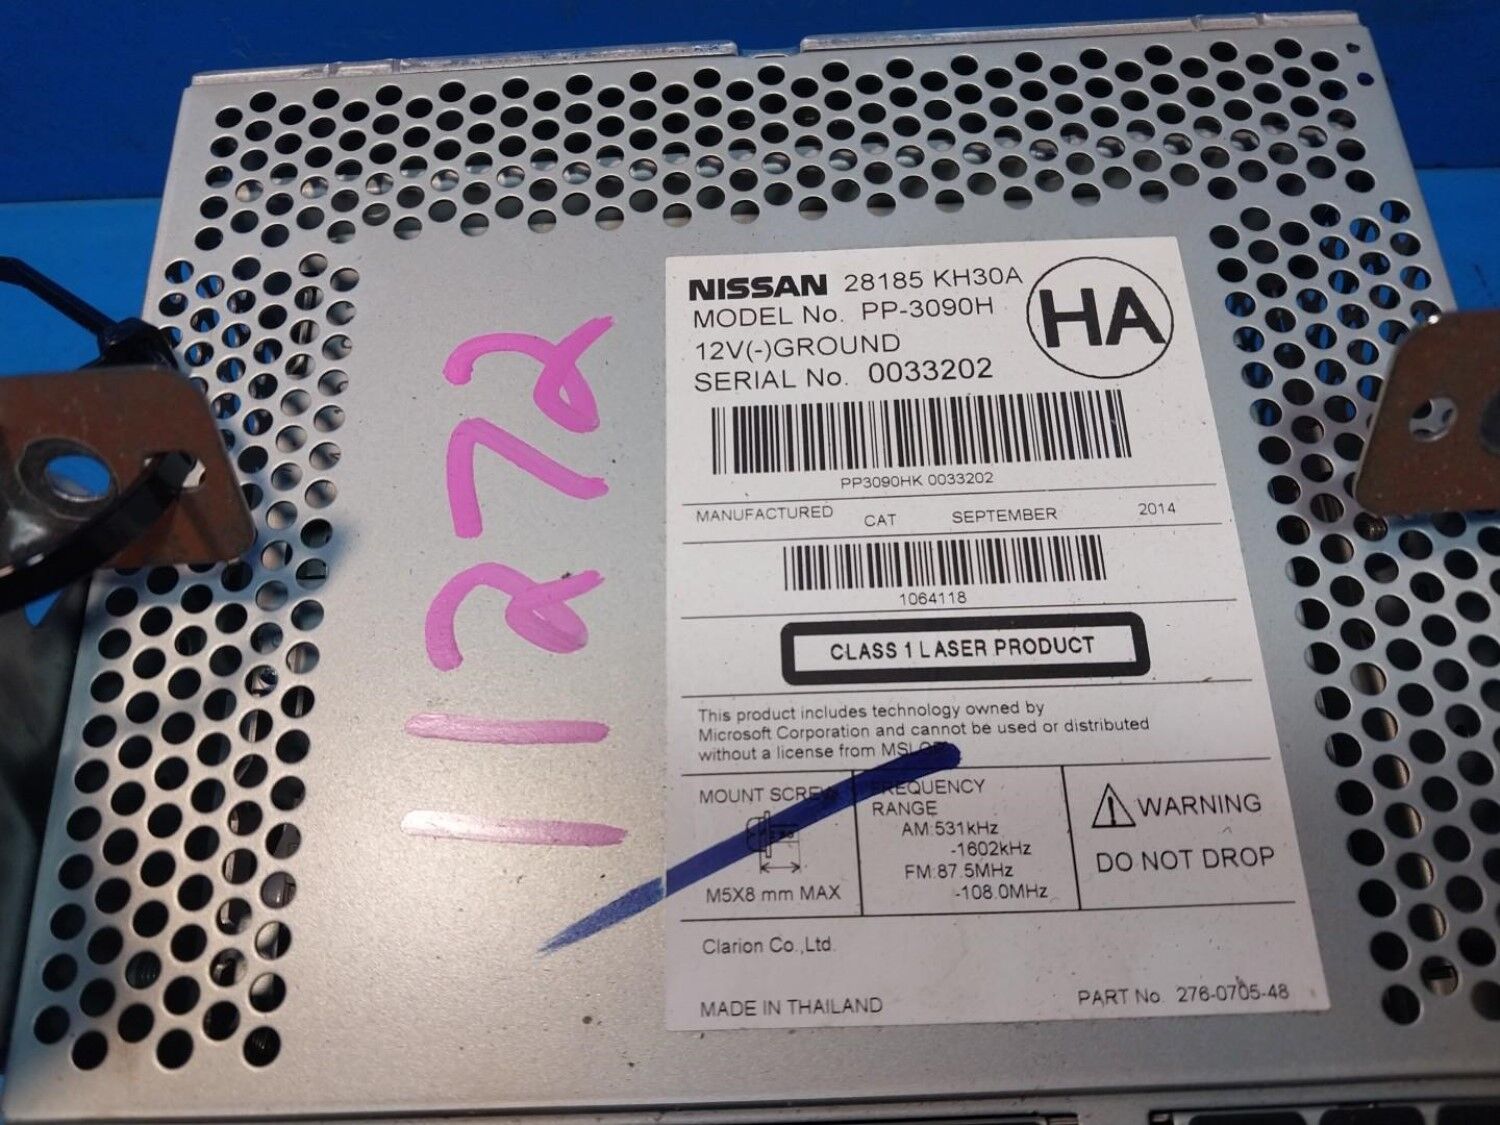 NISSAN 28185 KH30A
HA
MODEL No. PP-3090H
12V(-)GROUND
SERIAL No. 0033202
PP3090HK 0033202
MANUFACTURED CAT SEPTEMBER 2014
1064118
CLASS 1 LASER PRODUCT
This product includes technology owned by
Microsoft Corporation and cannot be used or distributed
without a license from
MOUNT SCREW
M5X8 mm MAX
FREQUENCY
RANGE
AM:531kHz
-1602kHz
FM:87.5MHz
-108.0MHz
WARNING
DO NOT DROP
Clarion Co.,Ltd.
MADE IN THAILAND
PART No. 276-0705-48
11272